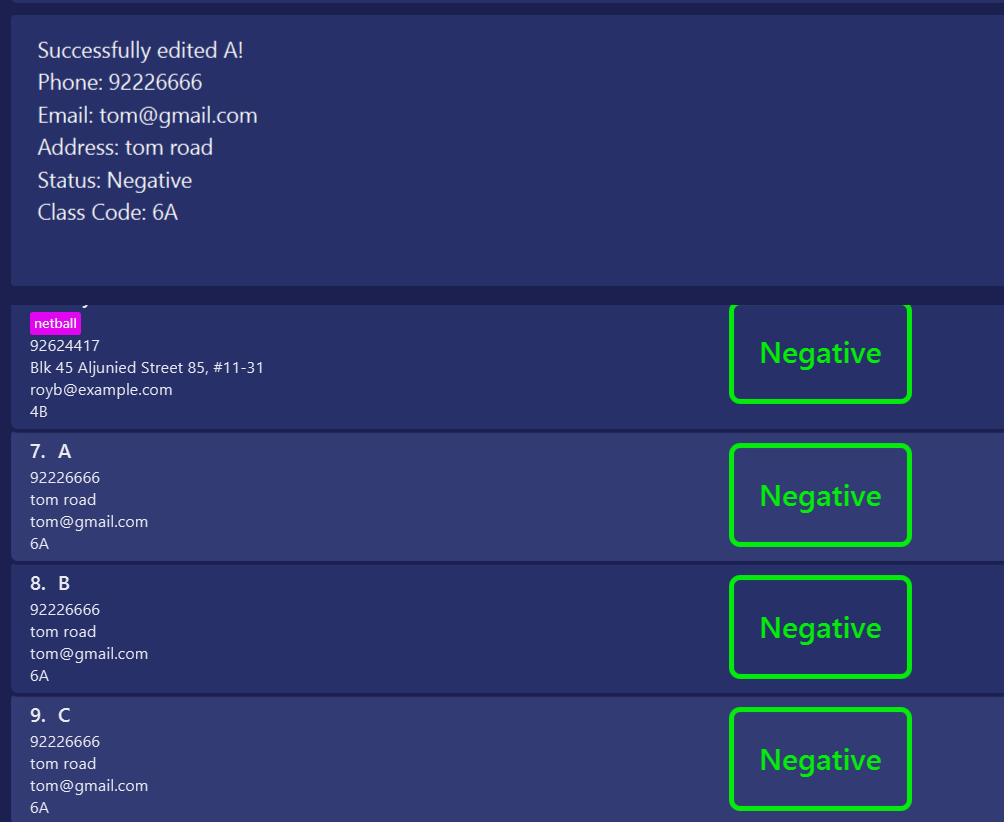 Successfully edited A!
Phone: 92226666
Email: tom@gmail.com
Address: tom road
Status: Negative
Class Code: 6A
netball
92624417
Blk 45 Aljunied Street 85, #11-31
royb@example.com
4B
Negative
7. A
92226666
tom road
tom@gmail.com
6A
Negative
8. B
92226666
tom road
tom@gmail.com
6A
Negative
9. C
92226666
tom road
tom@gmail.com
6A
Negative